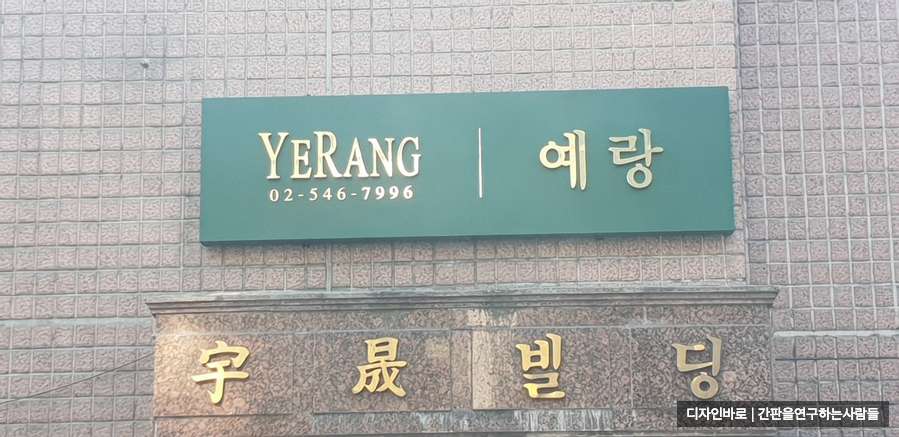 YERANG
02-546-7996
예랑
宇晟빌딩
디자인바로 | 간판을연구하는사람들